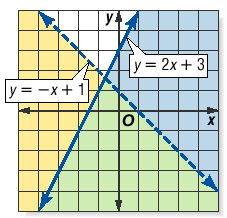 y
y = 2x + 3
y = −x + 1
O
x